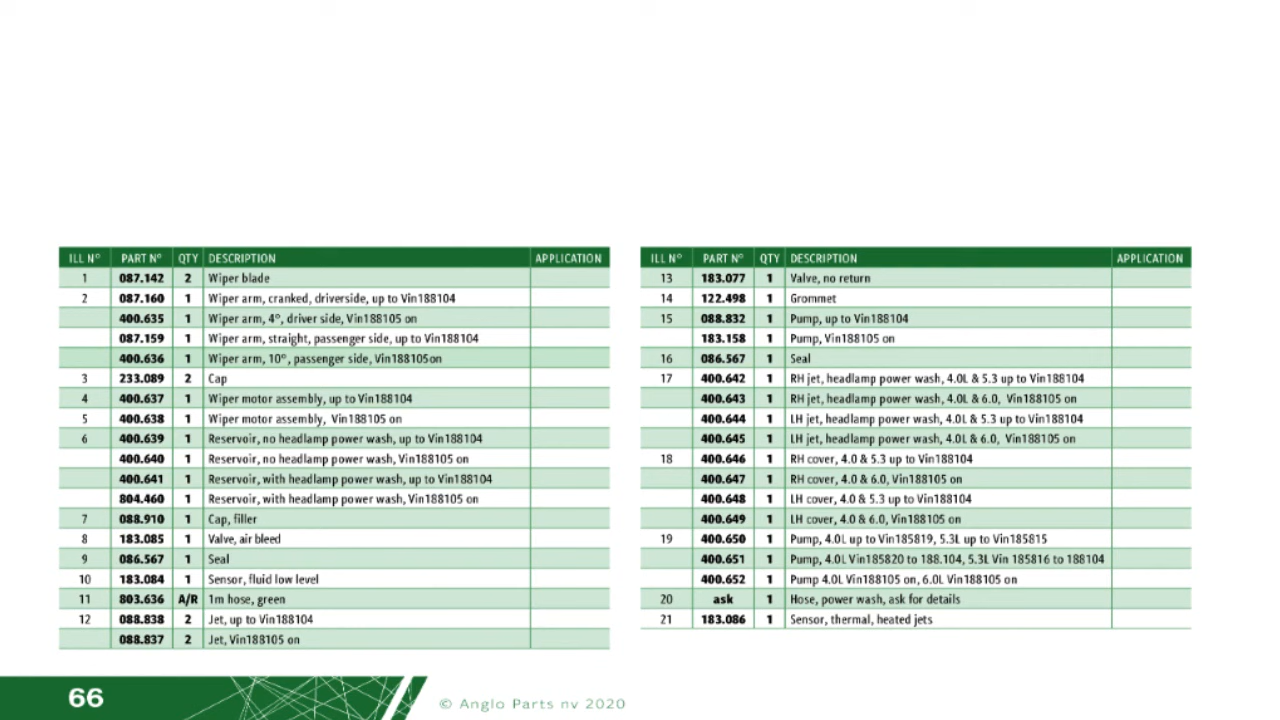 ILL N° PART N° QTY DESCRIPTION APPLICATION
1 087.142 2 Wiper blade
2 087.160 1 Wiper arm, cranked, driverside, up to Vin188104
400.635 1 Wiper arm, 4°, driver side, Vin188105 on
087.159 1 Wiper arm, straight, passenger side, up to Vin188104
400.636 1 Wiper arm, 10°, passenger side, Vin188105on
3 233.089 2 Cap
4 400.637 1 Wiper motor assembly, up to Vin188104
5 400.638 1 Wiper motor assembly, Vin188105 on
6 400.639 1 Reservoir, no headlamp power wash, up to Vin188104
400.640 1 Reservoir, no headlamp power wash, Vin188105 on
400.641 1 Reservoir, with headlamp power wash, up to Vin188104
804.460 1 Reservoir, with headlamp power wash, Vin188105 on
7 088.910 1 Cap, filler
8 183.085 1 Valve, air bleed
9 086.567 1 Seal
10 183.084 1 Sensor, fluid low level
11 803.636 A/R 1m hose, green
12 088.838 2 Jet, up to Vin188104
088.837 2 Jet, Vin188105 on
ILL N° PART N° QTY DESCRIPTION APPLICATION
13 183.077 1 Valve, no return
14 122.498 1 Grommet
15 088.832 1 Pump, up to Vin188104
183.158 1 Pump, Vin188105 on
16 086.567 1 Seal
17 400.642 1 RH jet, headlamp power wash, 4.0L & 5.3 up to Vin188104
400.643 1 RH jet, headlamp power wash, 4.0L & 6.0, Vin188105 on
400.644 1 LH jet, headlamp power wash, 4.0L & 5.3 up to Vin188104
400.645 1 LH jet, headlamp power wash, 4.0L & 6.0, Vin188105 on
18 400.646 1 RH cover, 4.0 & 5.3 up to Vin188104
400.647 1 RH cover, 4.0 & 6.0, Vin188105 on
400.648 1 LH cover, 4.0 & 5.3 up to Vin188104
400.649 1 LH cover, 4.0 & 6.0, Vin188105 on
19 400.650 1 Pump, 4.0L up to Vin185819, 5.3L up to Vin185815
400.651 1 Pump, 4.0L Vin185820 to 188.104, 5.3L Vin 185816 to 188104
400.652 1 Pump 4.0L Vin188105 on, 6.0L Vin188105 on
20 ask 1 Hose, power wash, ask for details
21 183.086 1 Sensor, thermal, heated jets
66
© Anglo Parts nv 2020